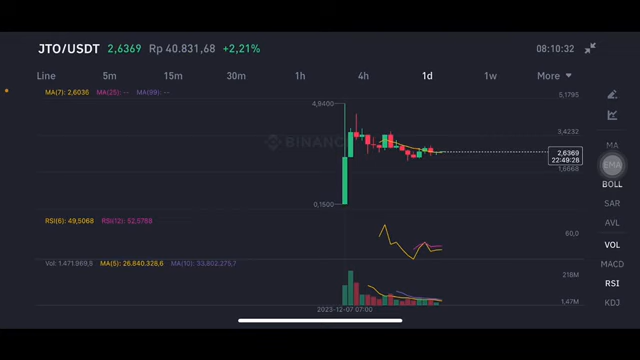 JTO/USDT 2,6369 Rp 40.831,68 +2,21% 08:10:32
Line 5m 15m 30m 1h 4h 1d 1w More
MA(7): 2,6036 MA(25): -- MA(99): --
5,1795
4,9400
BINANC
3,4232
MA
2,6369
22:49:28
EMA
1,6668
BOLL
0,1500
SAR
RSI(6): 49,5068 RSI(12): 52,5788
AVL
60,0
VOL
Vol: 1.471.969,5 MA(5): 26.840.328,6 MA(10): 33.802.275,7
MACD
218M
RSI
1,47M
KDJ
2023-12-07 07:00